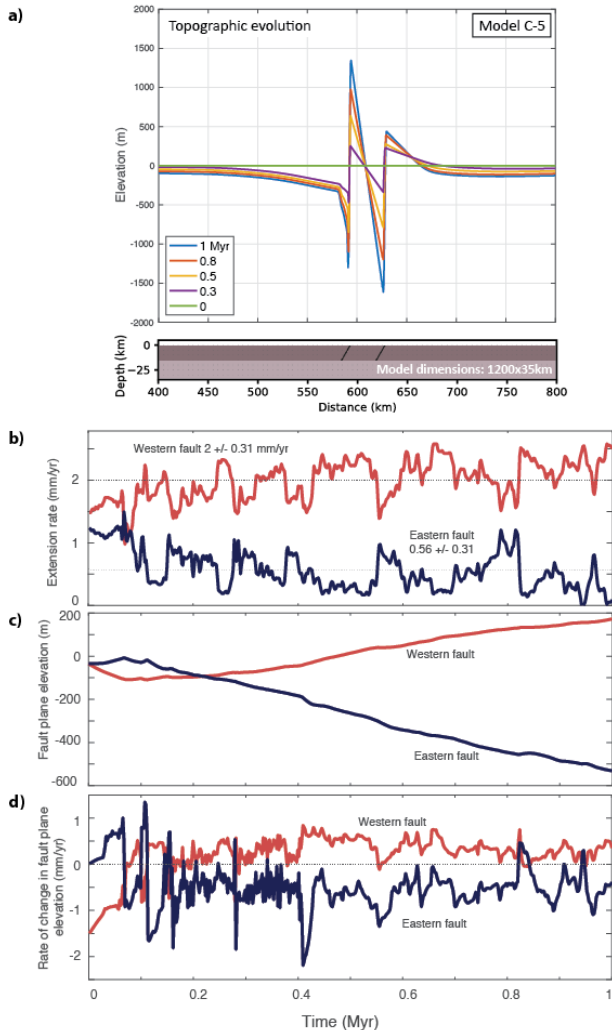 a)
Topographic evolution
Model C-5
2000
1500
1000
500
0
-500
-1000
-1500
-2000
Elevation (m)
1 Myr
0.8
0.5
0.3
0
Depth (km)
0
−25
Model dimensions: 1200x35km
400
450
500
550
600
650
700
750
800
Distance (km)
b)
Extension rate (mm/yr)
2
1
0
Western fault 2 +/- 0.31 mm/yr
Eastern fault
0.56 +/- 0.31
c)
Fault plane elevation (m)
200
0
-200
-400
-600
Western fault
Eastern fault
d)
Rate of change in fault plane
elevation (mm/yr)
1
0
-1
-2
Western fault
Eastern fault
0
0.2
0.4
0.6
0.8
1
Time (Myr)